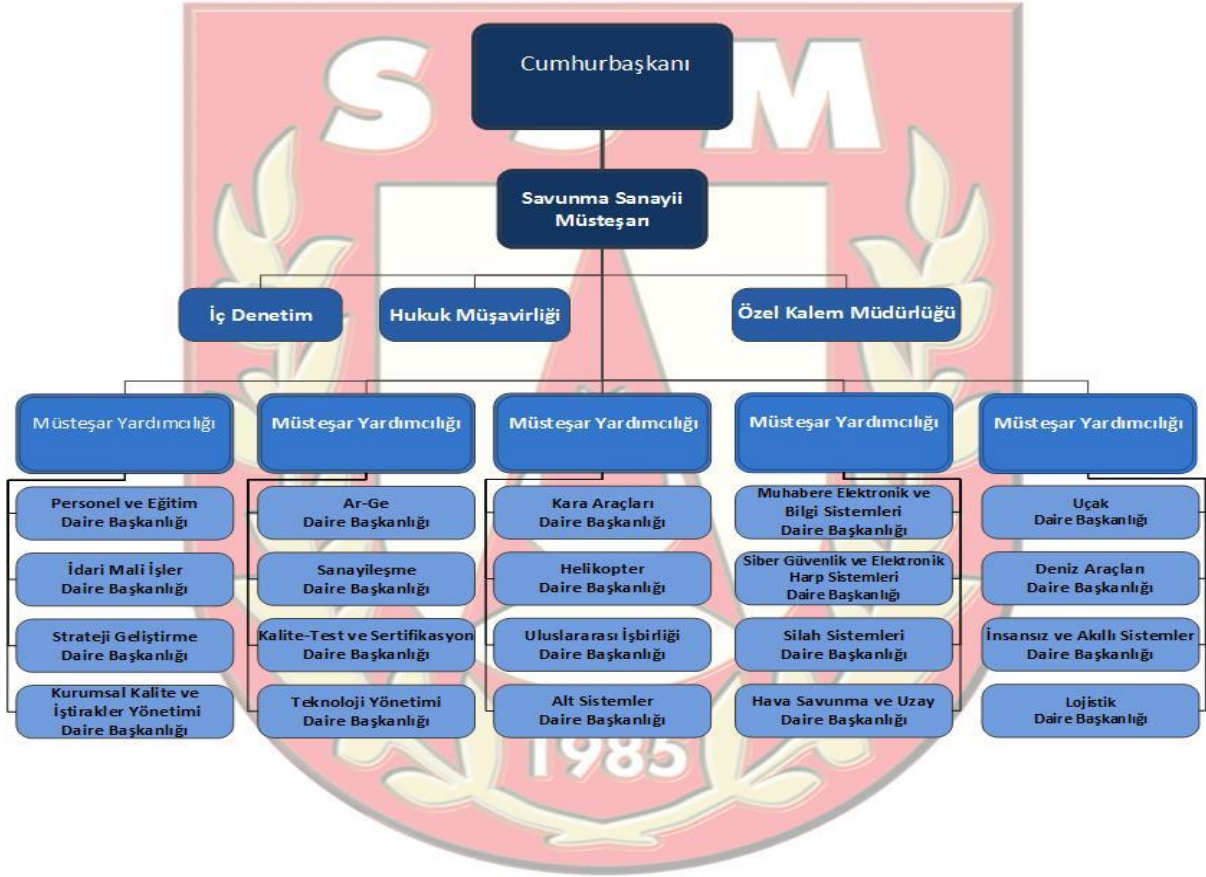 SSM
Cumhurbaşkanı
Savunma Sanayii
Müsteşarı
İç Denetim
Hukuk Müşavirliği
Özel Kalem Müdürlüğü
Müsteşar Yardımcılığı
Personel ve Eğitim
Daire Başkanlığı
İdari Mali İşler
Daire Başkanlığı
Strateji Geliştirme
Daire Başkanlığı
Kurumsal Kalite ve
İştirakler Yönetimi
Daire Başkanlığı
Müsteşar Yardımcılığı
Ar-Ge
Daire Başkanlığı
Sanayileşme
Daire Başkanlığı
Kalite-Test ve Sertifikasyon
Daire Başkanlığı
Teknoloji Yönetimi
Daire Başkanlığı
Müsteşar Yardımcılığı
Kara Araçları
Daire Başkanlığı
Helikopter
Daire Başkanlığı
Uluslararası İşbirliği
Daire Başkanlığı
Alt Sistemler
Daire Başkanlığı
Müsteşar Yardımcılığı
Muhabere Elektronik ve
Bilgi Sistemleri
Daire Başkanlığı
Siber Güvenlik ve Elektronik
Harp Sistemleri
Daire Başkanlığı
Silah Sistemleri
Daire Başkanlığı
Hava Savunma ve Uzay
Daire Başkanlığı
Müsteşar Yardımcılığı
Uçak
Daire Başkanlığı
Deniz Araçları
Daire Başkanlığı
İnsansız ve Akıllı Sistemler
Daire Başkanlığı
Lojistik
Daire Başkanlığı
1985